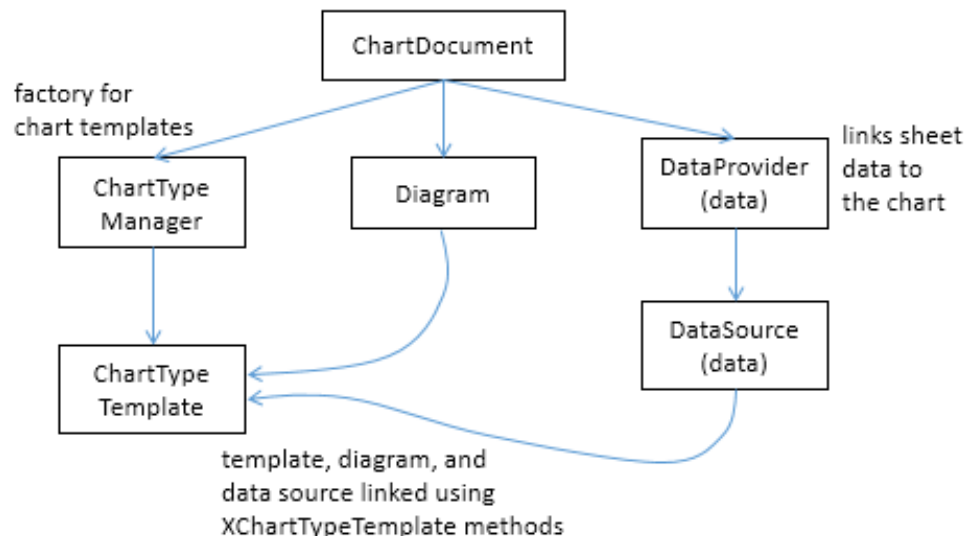 ChartDocument
factory for
chart templates
ChartType
Manager
Diagram
DataProvider
(data)
links sheet
data to
the chart
ChartType
Template
DataSource
(data)
template, diagram, and
data source linked using
XChartTypeTemplate methods